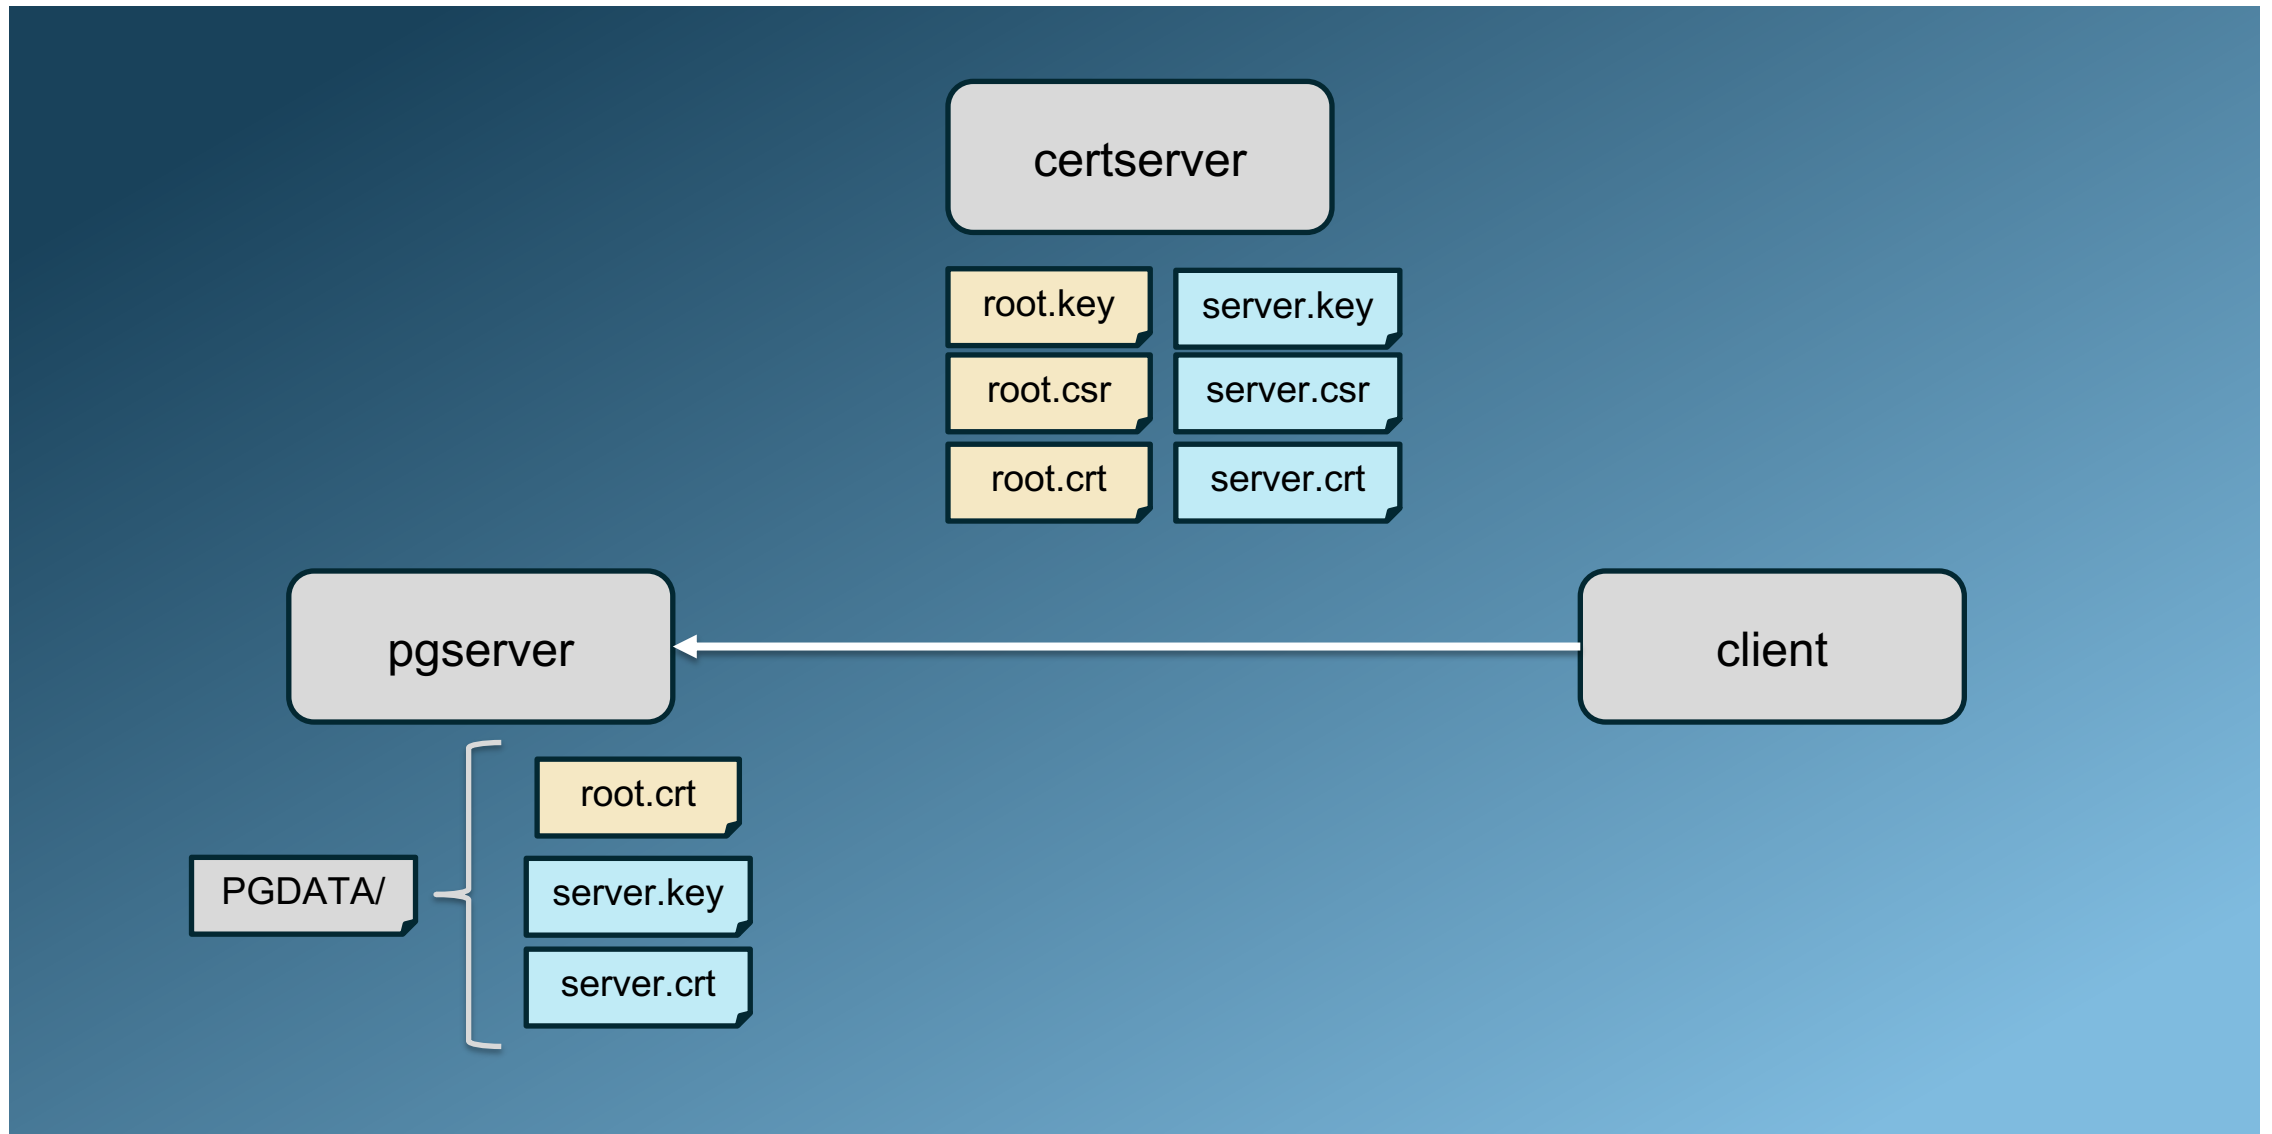 certserver
root.key
server.key
root.csr
server.csr
root.crt
server.crt
pgserver
client
root.crt
PGDATA/
server.key
server.crt